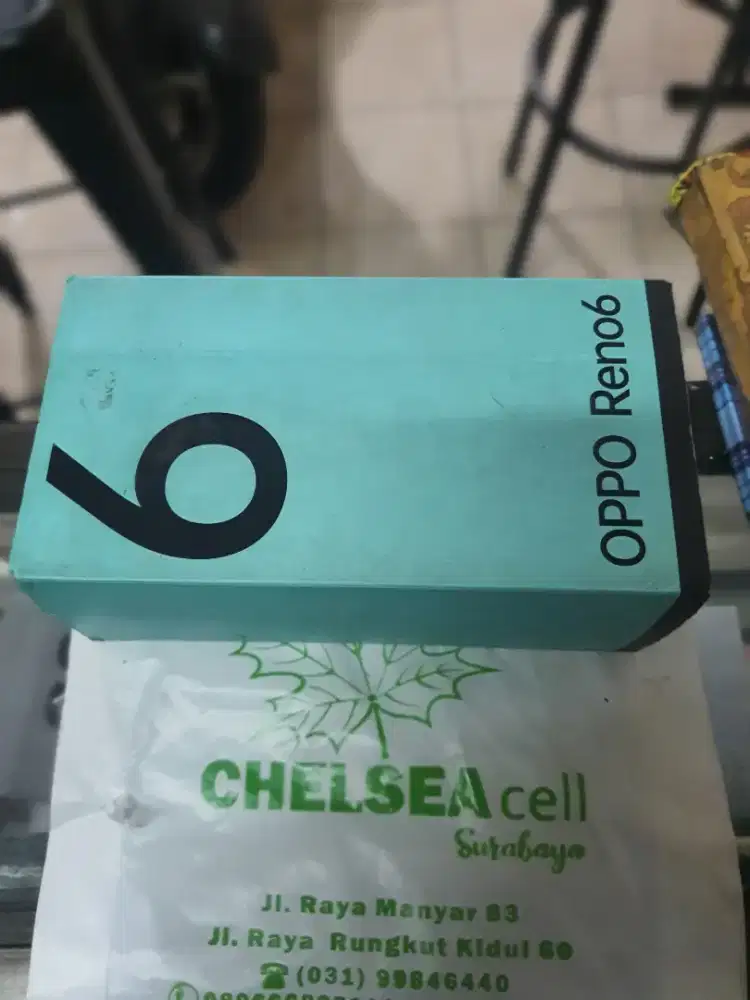 6
OPPO Reno6
CHELSEA cell
Surabaya
Jl. Raya Manyar 83
Jl. Raya Rungkut Kidul 60
(031) 99846440